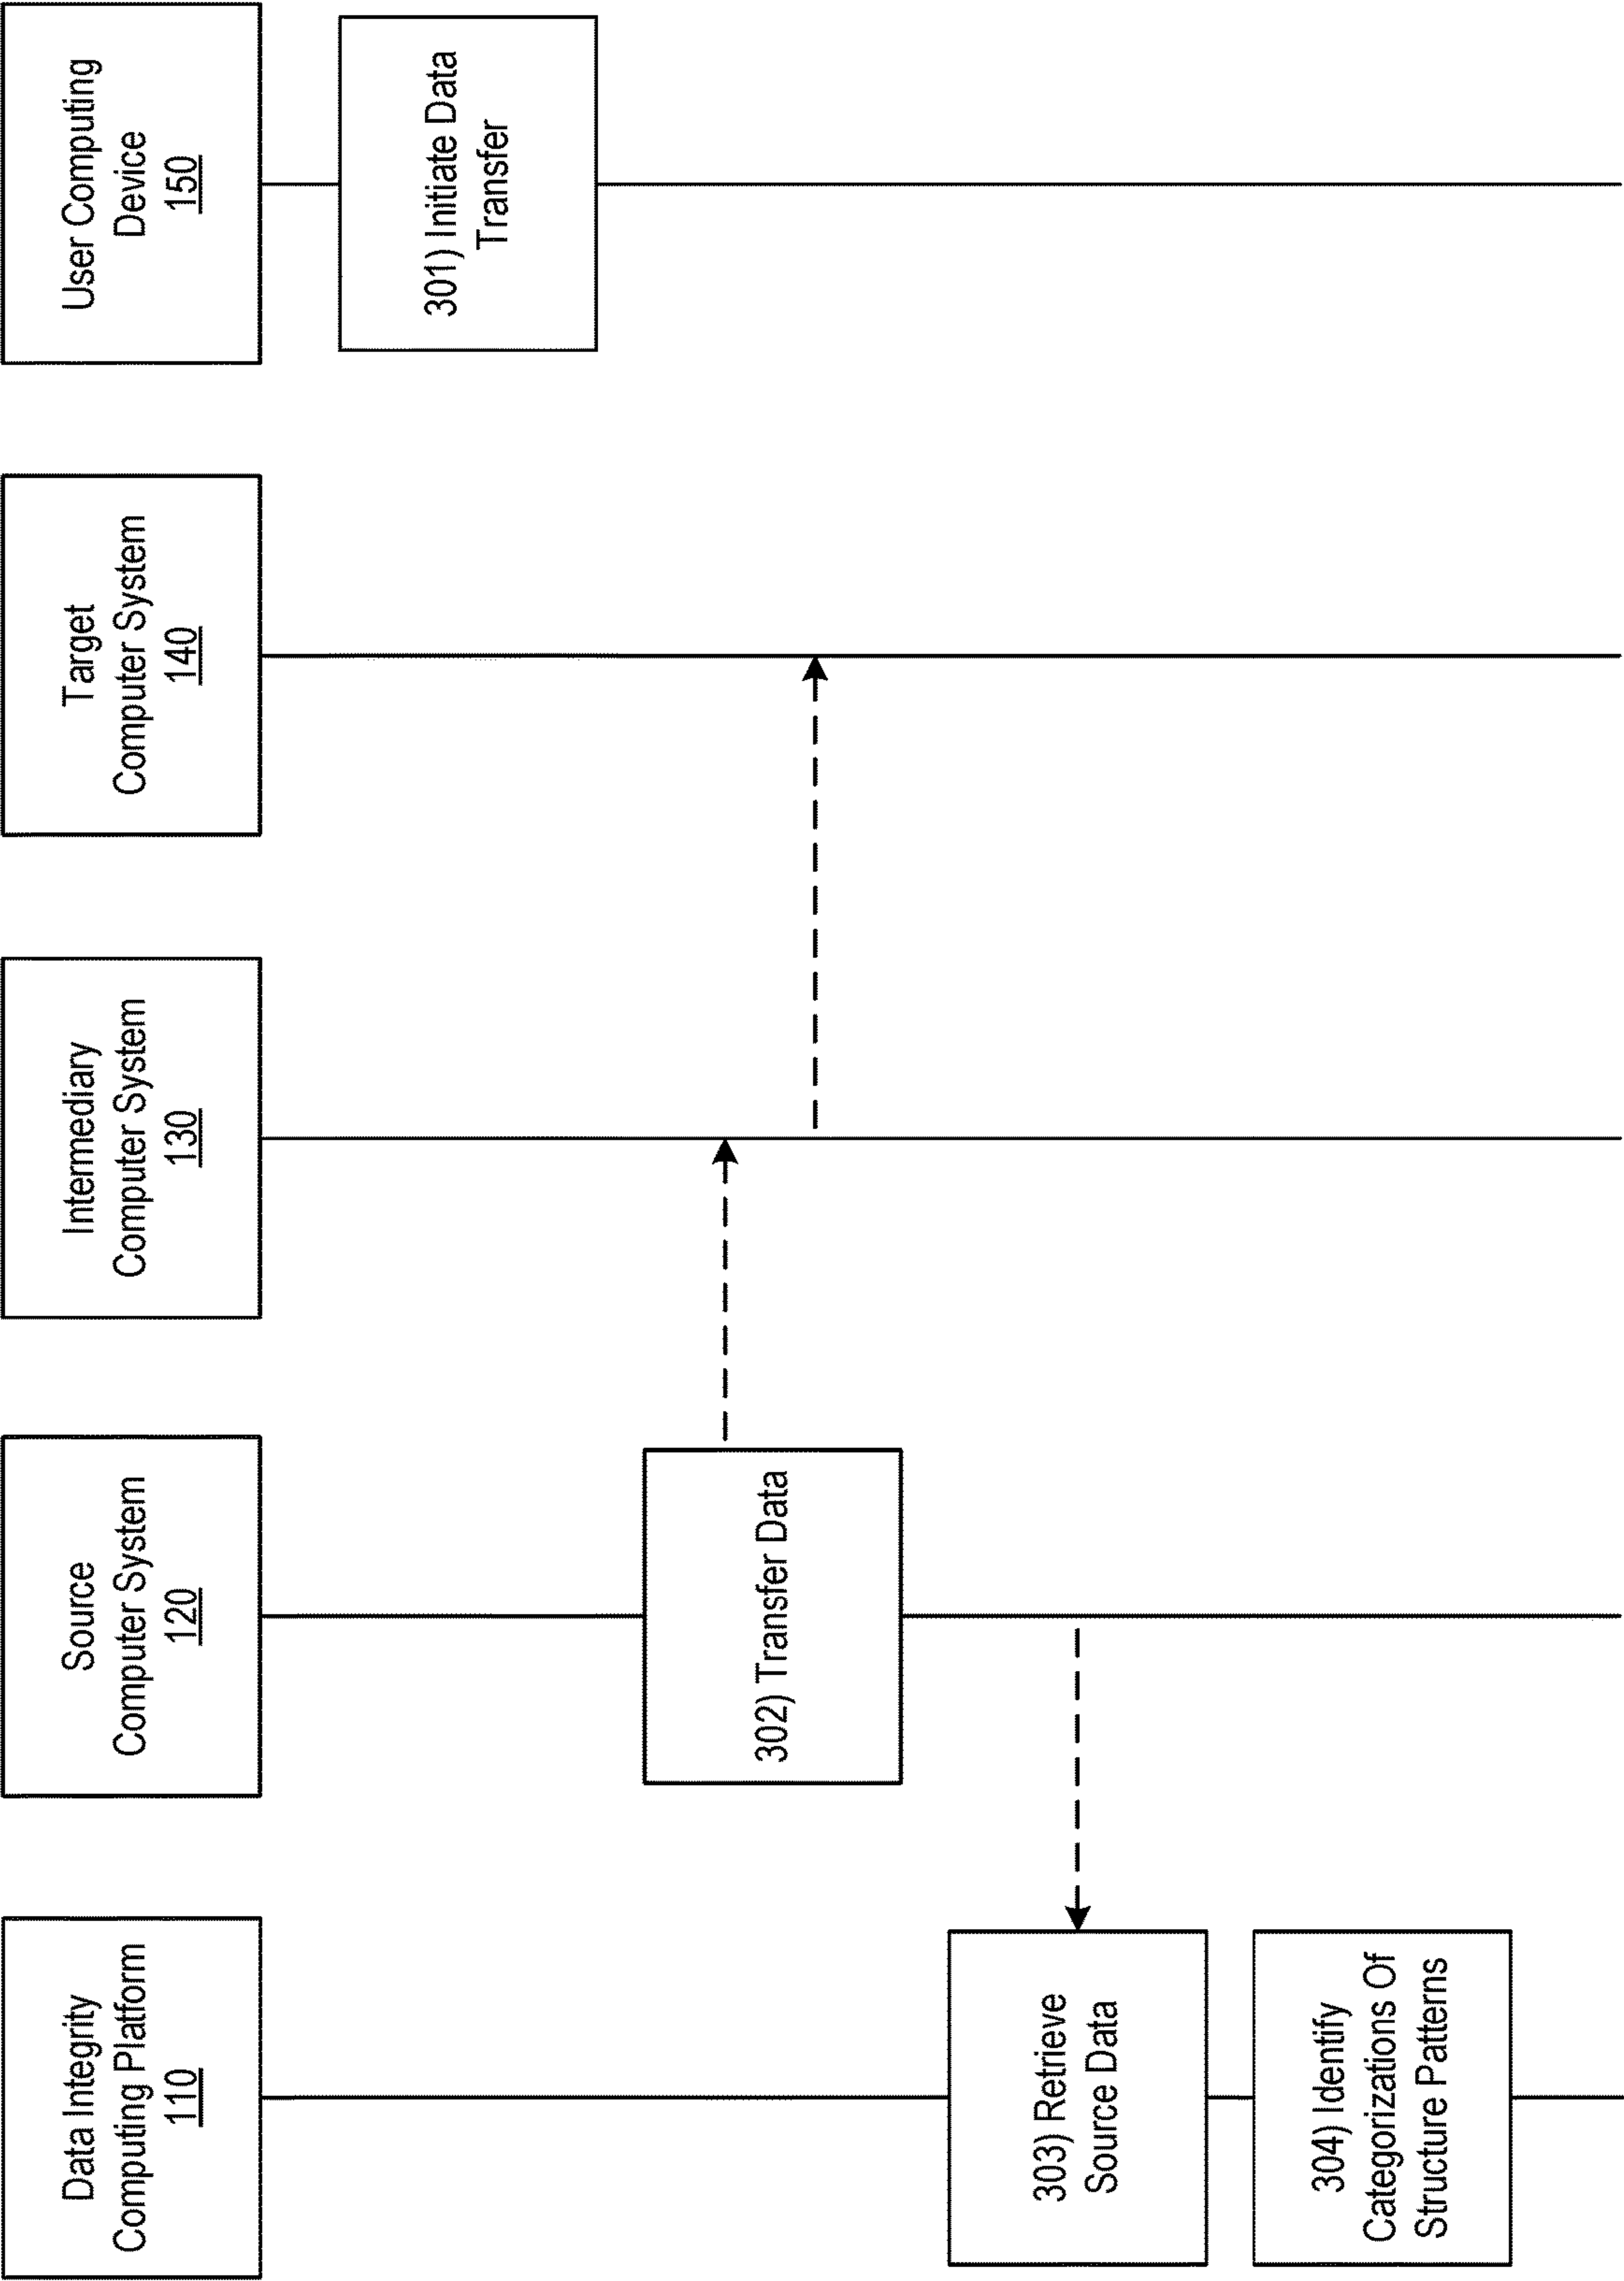 Data Integrity
Computing Platform
110
Source
Computer System
120
Intermediary
Computer System
130
Target
Computer System
140
User Computing
Device
150
301) Initiate Data
Transfer
302) Transfer Data
303) Retrieve
Source Data
304) Identify
Categorizations Of
Structure Patterns